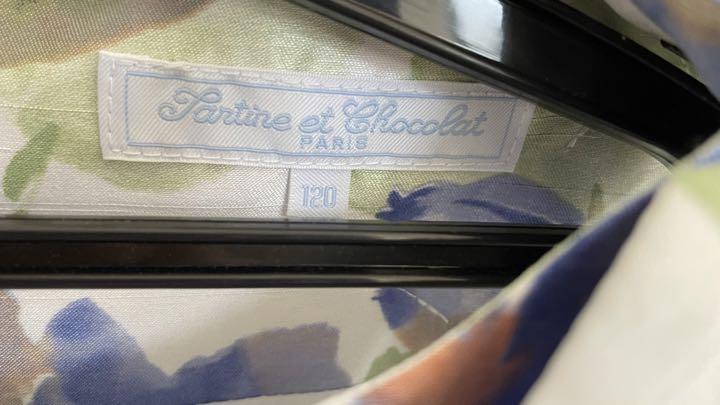 Tartine et Chocolat
PARIS
120